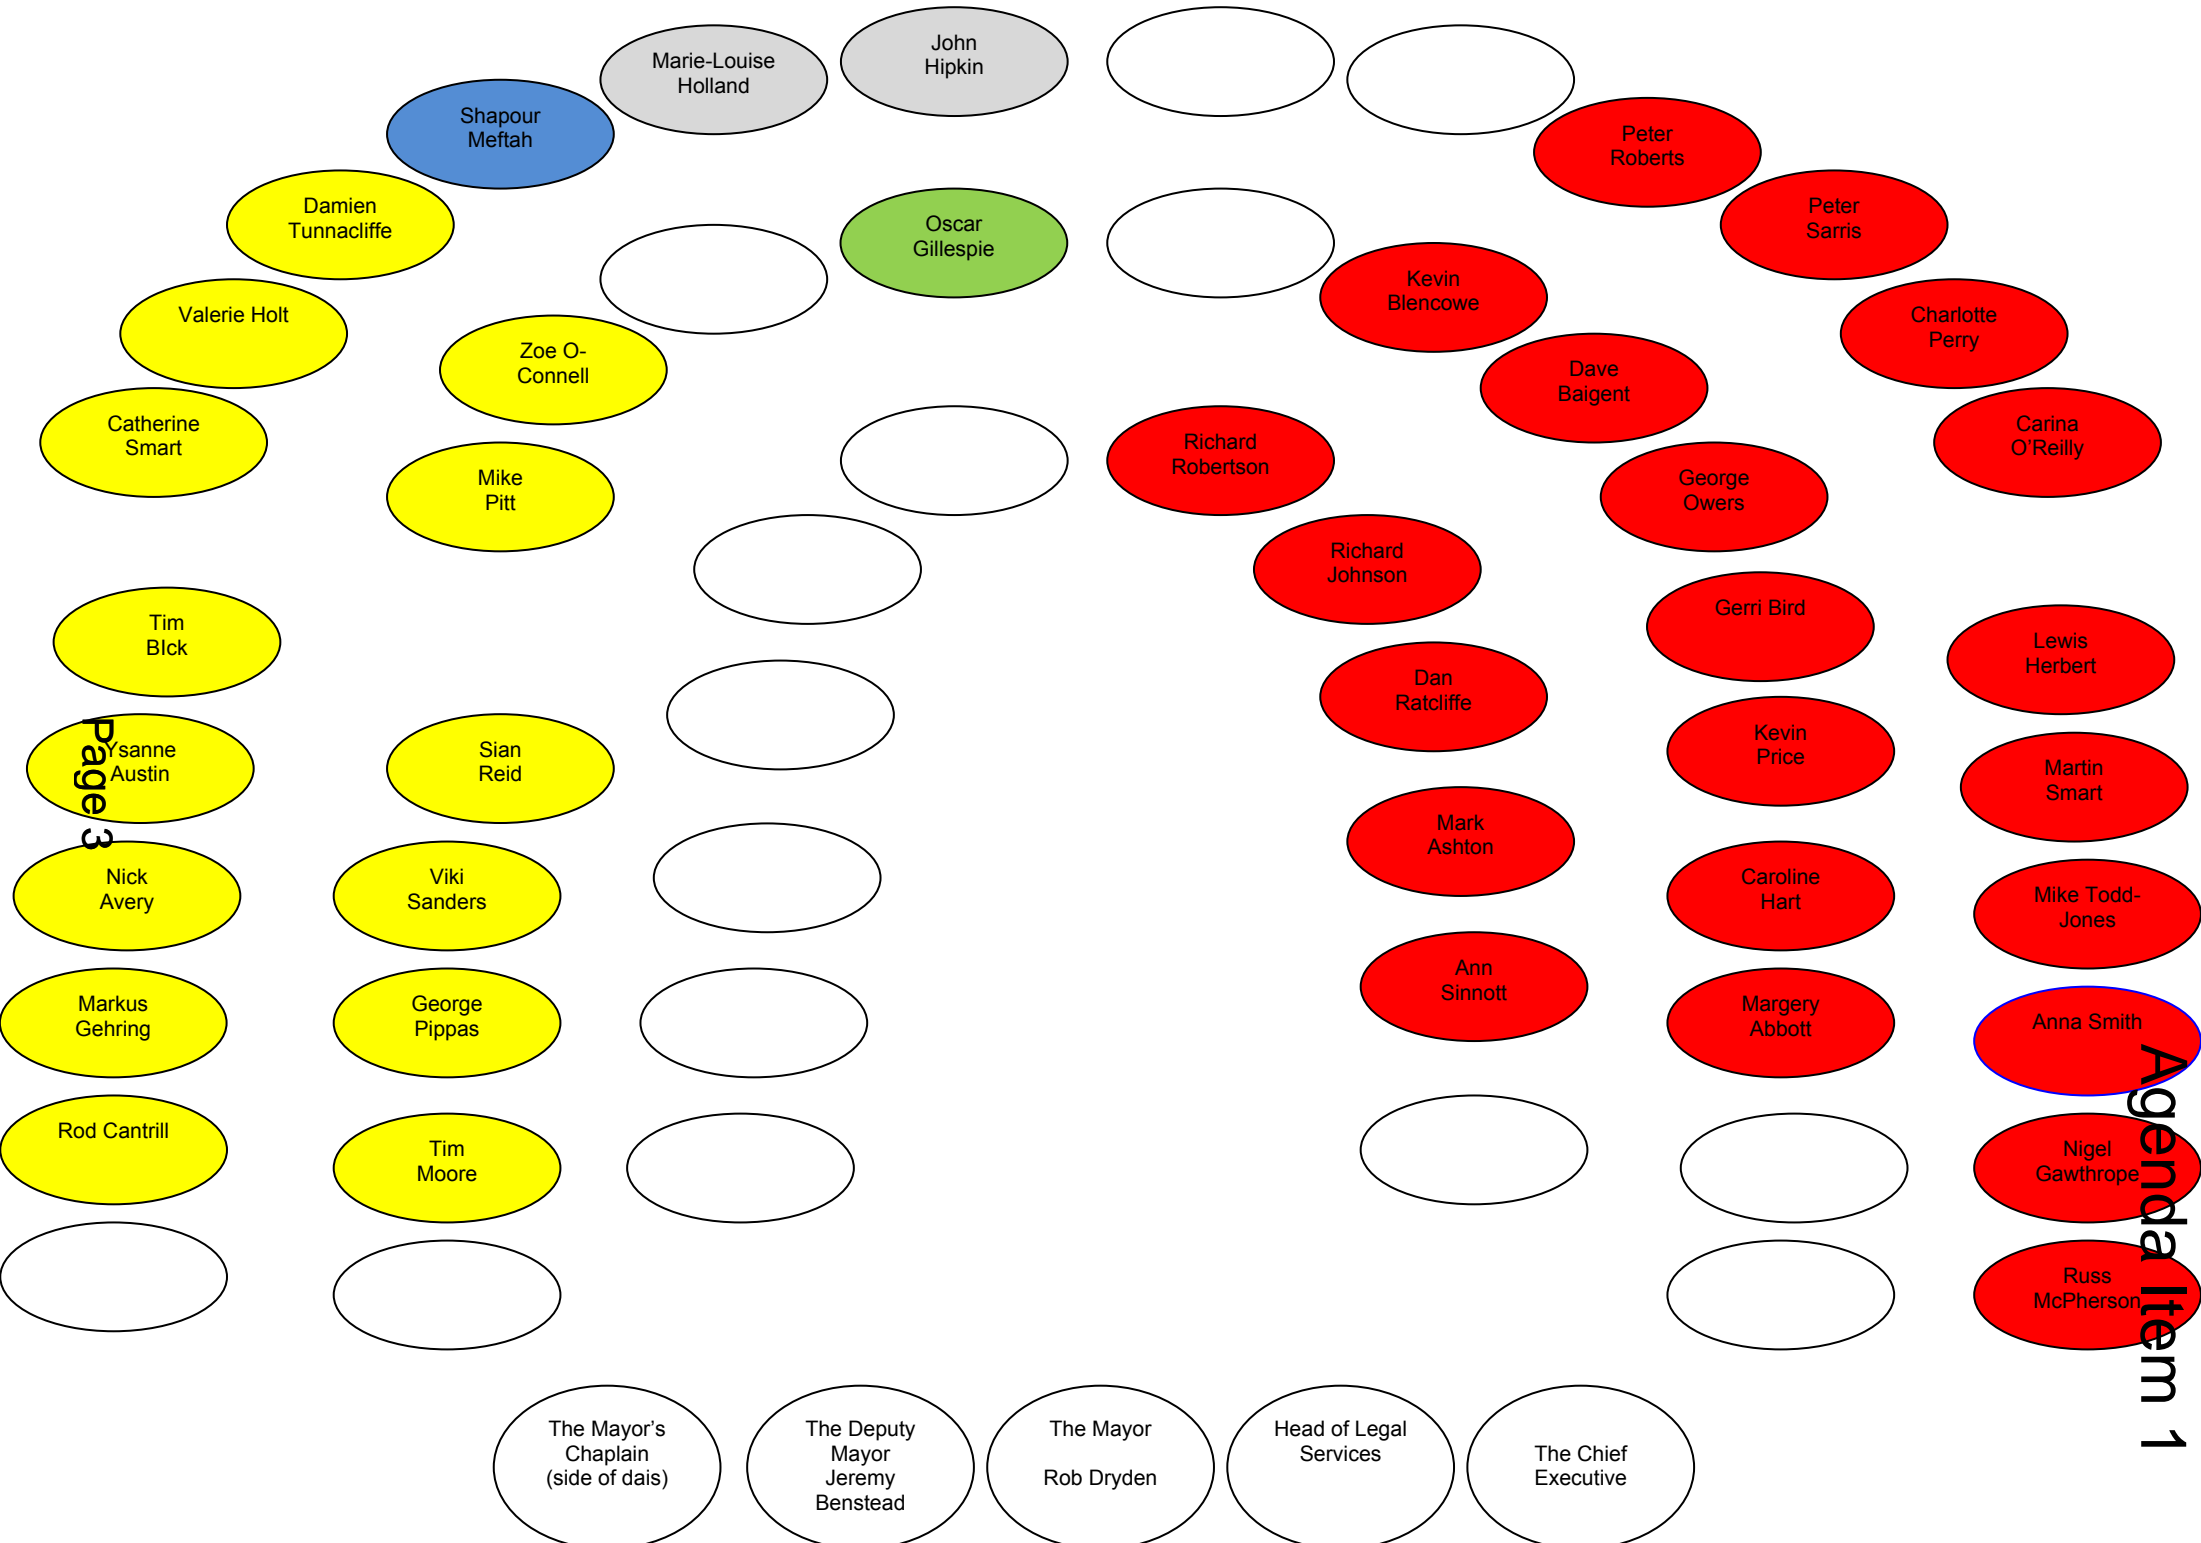 John
Hipkin
Marie-Louise
Holland
Shapour
Meftah
Peter
Roberts
Damien
Tunnacliffe
Oscar
Gillespie
Peter
Sarris
Kevin
Blencowe
Valerie Holt
Charlotte
Perry
Zoe O-
Connell
Dave
Baigent
Catherine
Smart
Richard
Robertson
Carina
O'Reilly
Mike
Pitt
George
Owers
Richard
Johnson
Tim
BIck
Gerri Bird
Lewis
Herbert
Dan
Ratcliffe
Ysanne
Austin
Sian
Reid
Kevin
Price
Martin
Smart
Page 3
Mark
Ashton
Nick
Avery
Viki
Sanders
Caroline
Hart
Mike Todd-
Jones
Ann
Sinnott
Markus
Gehring
George
Pippas
Margery
Abbott
Anna Smith
Rod Cantrill
Tim
Moore
Nigel
Gawthrope
Agenda Item 1
Russ
McPherson
The Mayor’s
Chaplain
(side of dais)
The Deputy
Mayor
Jeremy
Benstead
The Mayor
Rob Dryden
Head of Legal
Services
The Chief
Executive